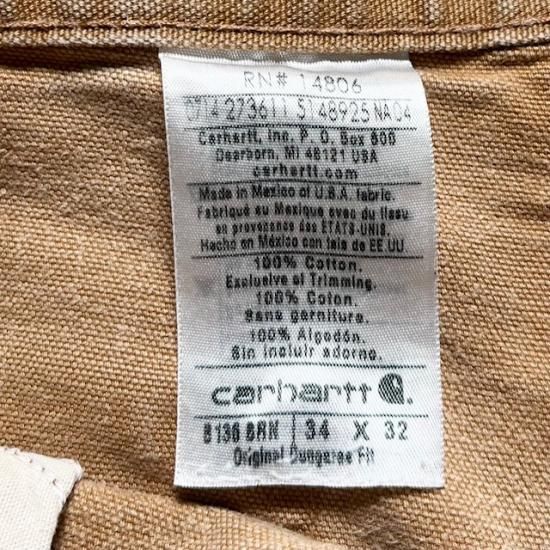 RN# 14806
0714 273611 5148925 NA04
Carhartt, Inc. P. O. Box 600
Dearborn, MI 48121 USA
carhartt.com
Made in Mexico of U.S.A. fabric.
Fabriqué au Mexique avec du tissu
en provenance des ÉTATS-UNIS.
Hecho en México con tela de EE.UU.
100% Cotton.
Exclusive of Trimming.
100% Coton.
Sans garniture.
100% Algodón.
Sin incluir adorno.
carhartt
B136 BRN 34 X 32
Original Dungaree Fit